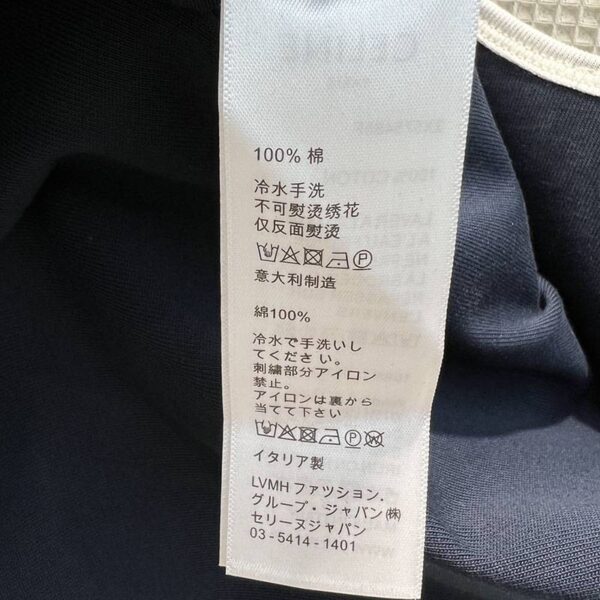 100% 棉
冷水手洗
不可熨烫绣花
仅反面熨烫
意大利制造
綿100%
冷水で手洗いし
てください。
刺繍部分アイロン
禁止。
アイロンは裏から
当てて下さい
イタリア製
LVMH ファツション.
グループ・ジャパン㈱
セリーヌジャパン
03-5414-1401